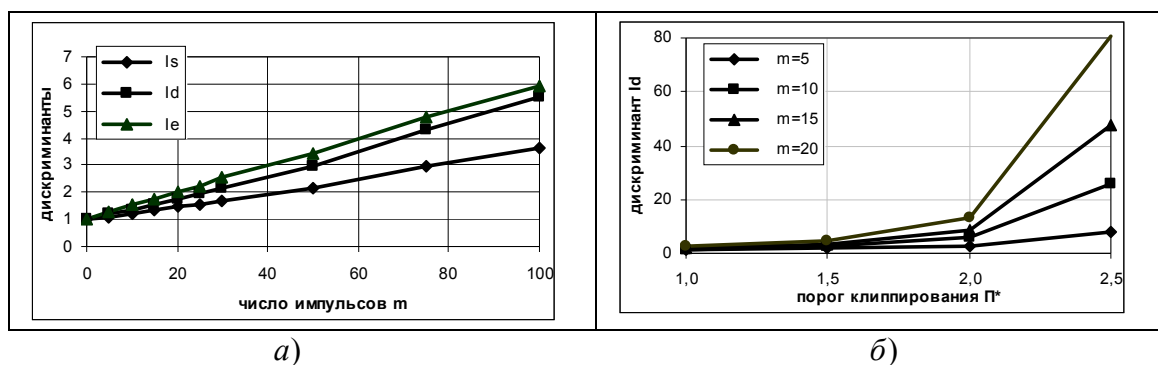 дискриминанты
7
6
5
4
3
2
1
0
Is
Id
Ie
0 20 40 60 80 100
число импульсов m
а)
дискриминант Id
80
60
40
20
0
m=5
m=10
m=15
m=20
1,0 1,5 2,0 2,5
порог клиппирования П*
б)